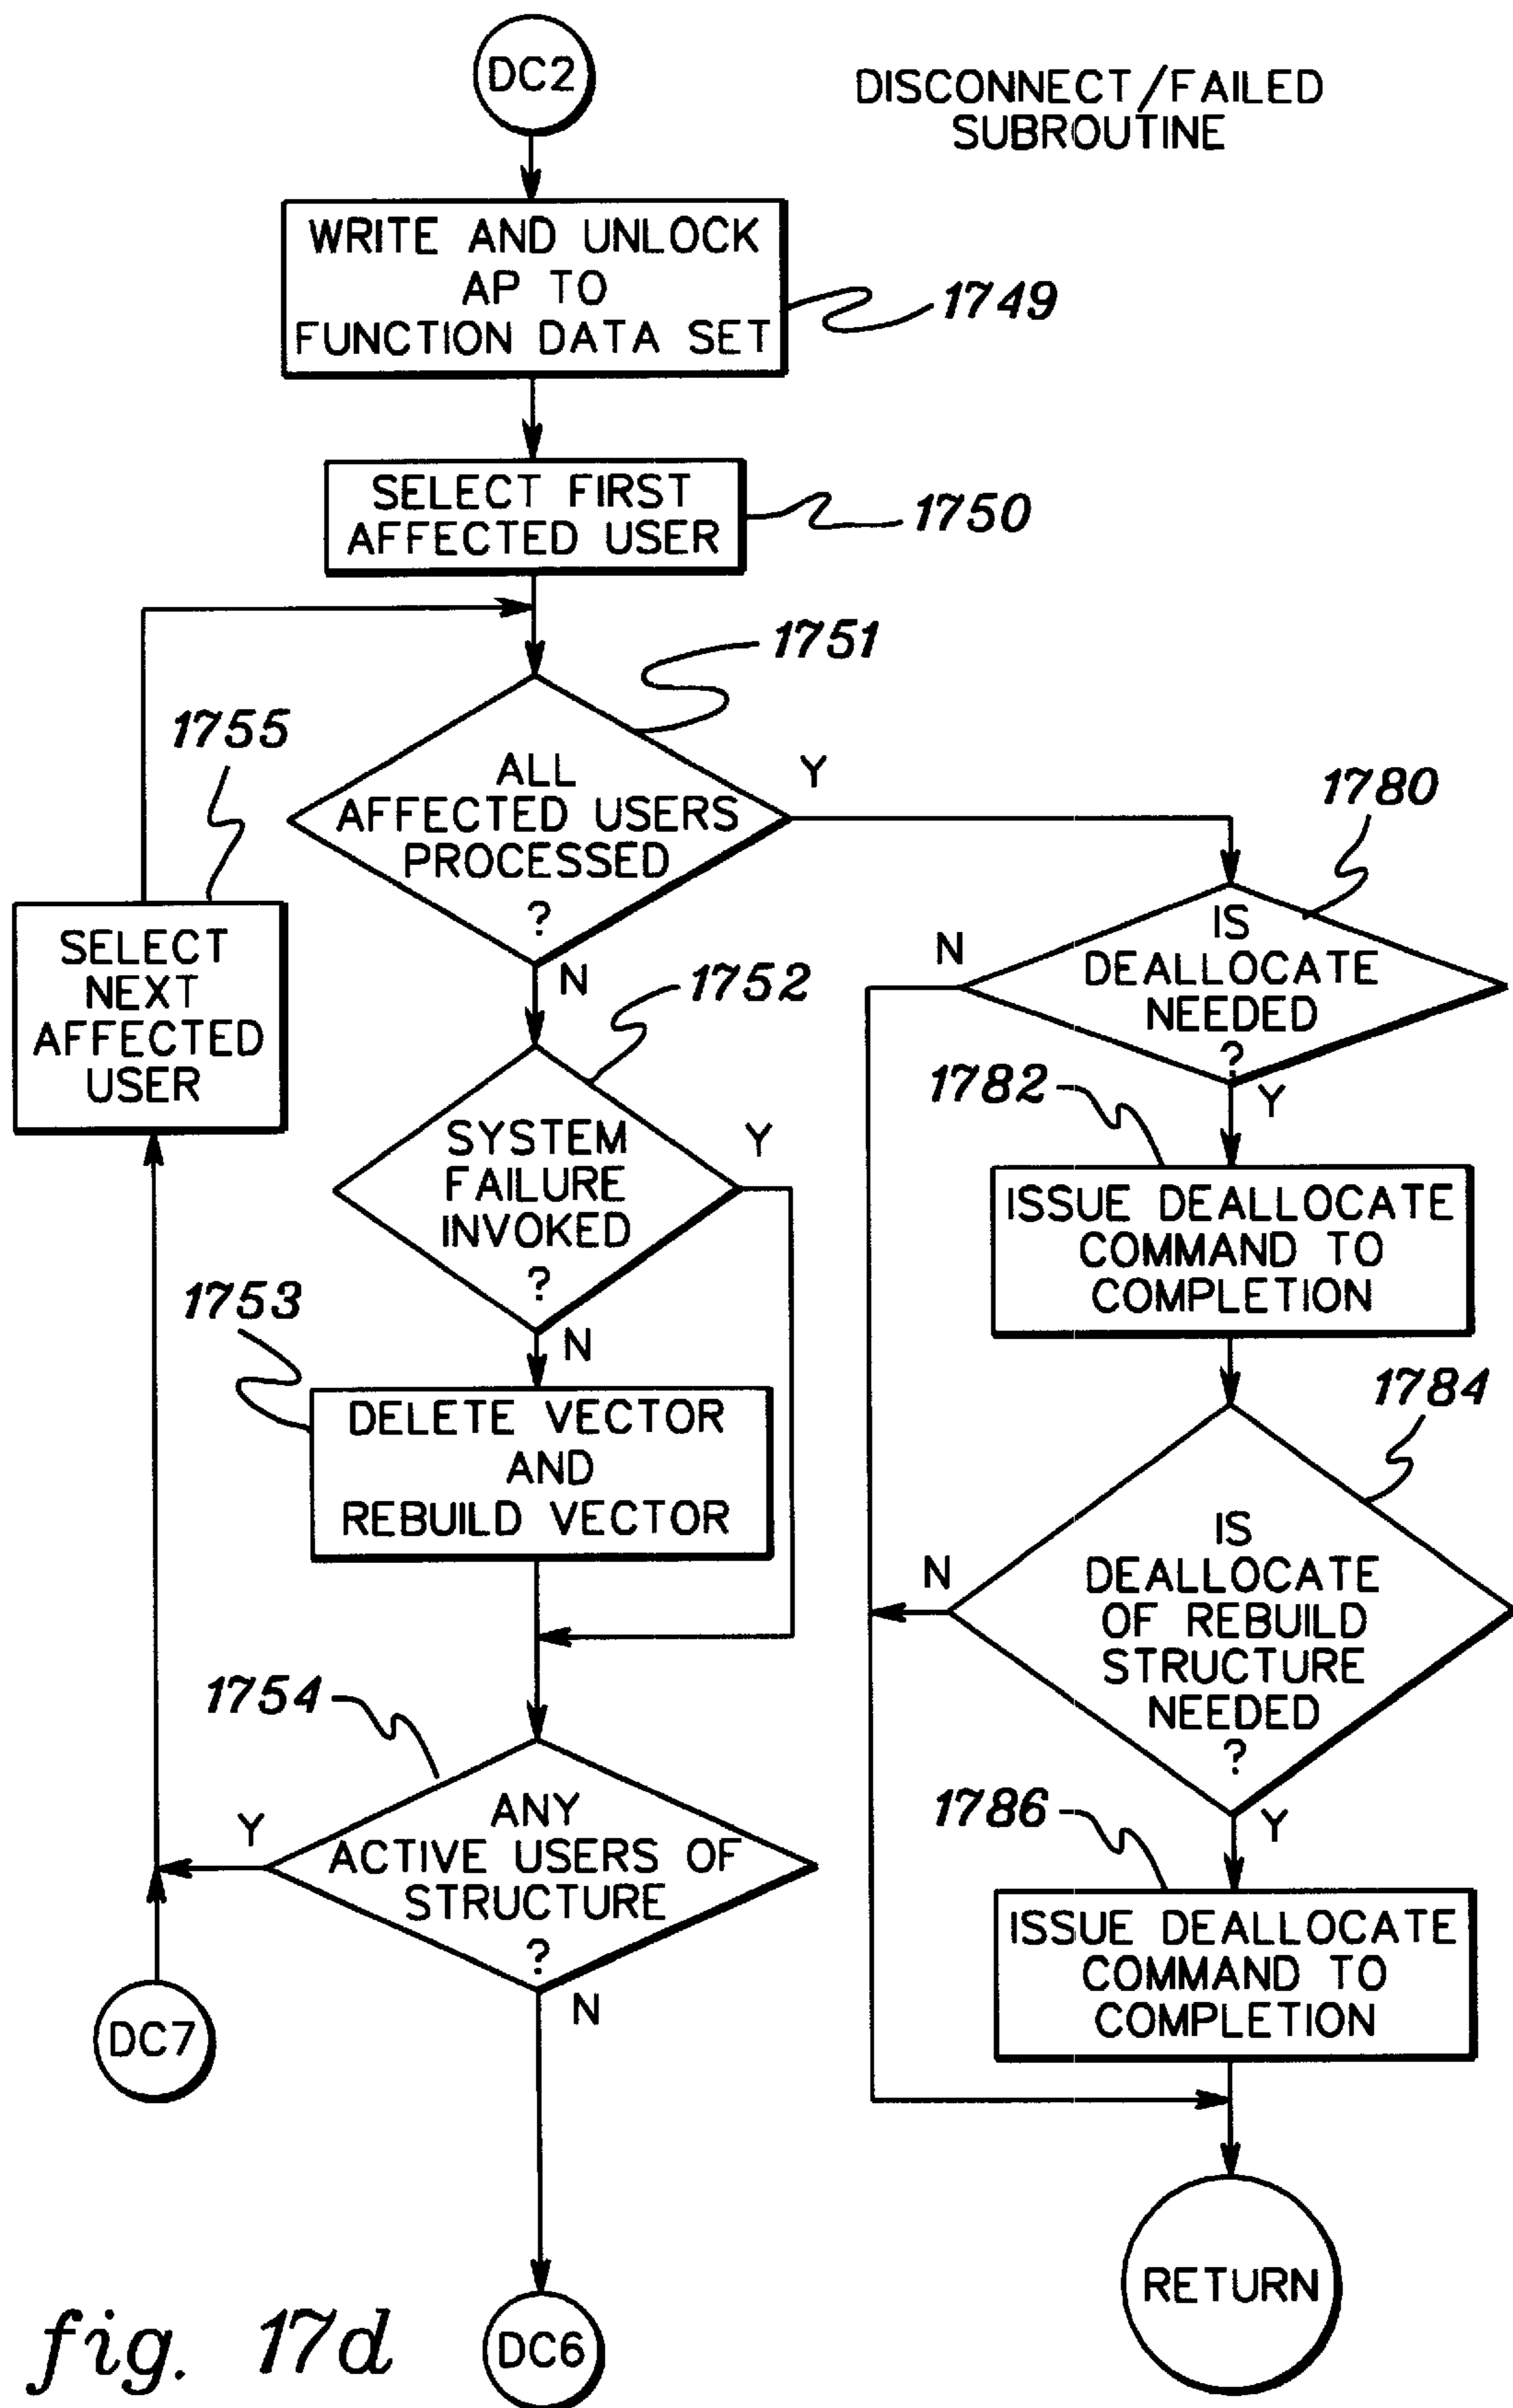 DC2
DISCONNECT/FAILED
SUBROUTINE
WRITE AND UNLOCK
AP TO
FUNCTION DATA SET
1749
SELECT FIRST
AFFECTED USER
1750
1751
ALL
AFFECTED USERS
PROCESSED
?
Y
N
1755
SELECT
NEXT
AFFECTED
USER
1752
SYSTEM
FAILURE
INVOKED
?
Y
N
1753
DELETE VECTOR
AND
REBUILD VECTOR
1754
ANY
ACTIVE USERS OF
STRUCTURE
?
Y
N
DC7
DC6
1780
IS
DEALLOCATE
NEEDED
?
N
Y
1782
ISSUE DEALLOCATE
COMMAND TO
COMPLETION
1784
IS
DEALLOCATE
OF REBUILD
STRUCTURE
NEEDED
?
N
Y
1786
ISSUE DEALLOCATE
COMMAND TO
COMPLETION
RETURN
fig. 17d